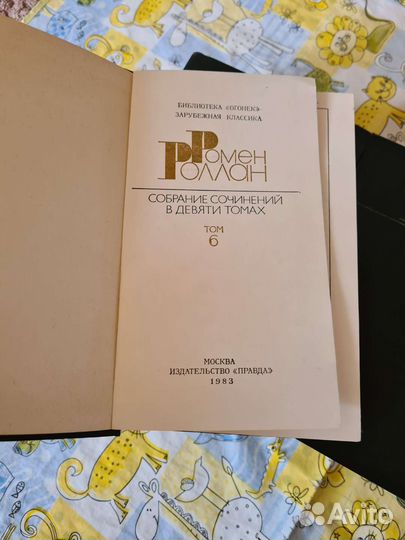 БИБЛИОТЕКА «ОГОНЕК»
ЗАРУБЕЖНАЯ КЛАССИКА
РОМЕН
РОЛЛАН
СОБРАНИЕ СОЧИНЕНИЙ
В ДЕВЯТИ ТОМАХ
ТОМ
6
МОСКВА
ИЗДАТЕЛЬСТВО «ПРАВДА»
1983
Avito